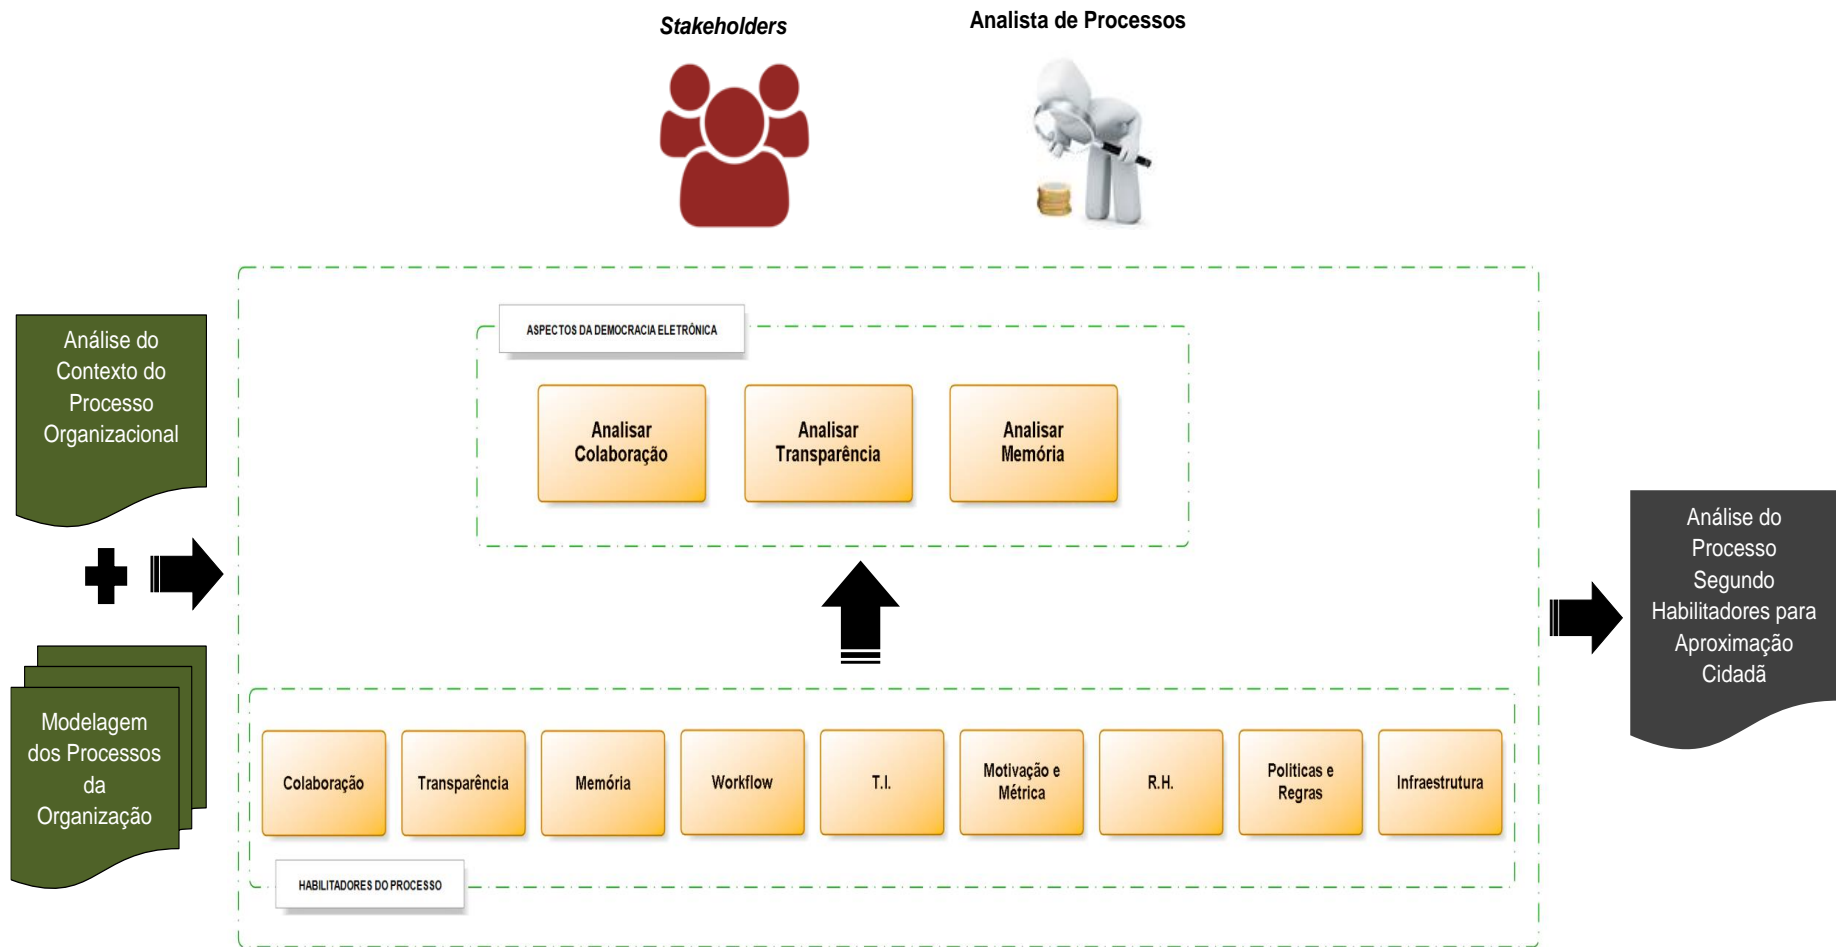 Stakeholders
Analista de Processos
Análise do
Contexto do
Processo
Organizacional
Modelagem
dos Processos
da
Organização
ASPECTOS DA DEMOCRACIA ELETRÔNICA
Analisar
Colaboração
Analisar
Transparência
Analisar
Memória
Colaboração
Transparência
Memória
Workflow
T.I.
Motivação e
Métrica
R.H.
Politicas e
Regras
Infraestrutura
HABILITADORES DO PROCESSO
Análise do
Processo
Segundo
Habilitadores para
Aproximação
Cidadã